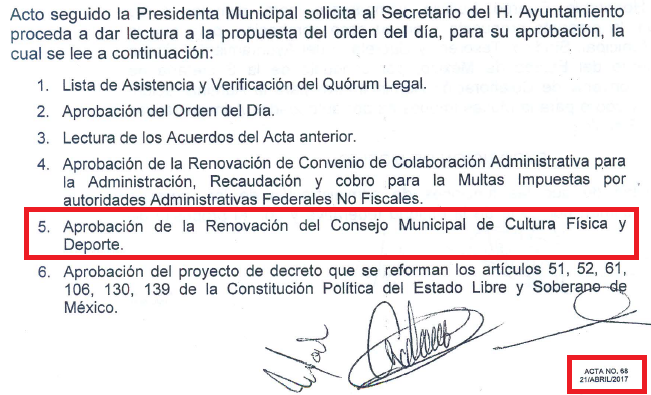 Acto seguido la Presidenta Municipal solicita al Secretario del H. Ayuntamiento
proceda a dar lectura a la propuesta del orden del día, para su aprobación, la
cual se lee a continuación:
1. Lista de Asistencia y Verificación del Quórum Legal.
2. Aprobación del Orden del Día.
3. Lectura de los Acuerdos del Acta anterior.
4. Aprobación de la Renovación de Convenio de Colaboración Administrativa para
la Administración, Recaudación y cobro para la Multas Impuestas por
autoridades Administrativas Federales No Fiscales.
5. Aprobación de la Renovación del Consejo Municipal de Cultura Física y
Deporte.
6. Aprobación del proyecto de decreto que se reforman los artículos 51, 52, 61,
106, 130, 139 de la Constitución Política del Estado Libre y Soberano de
México.
ACTA NO. 68
21/ABRIL/2017